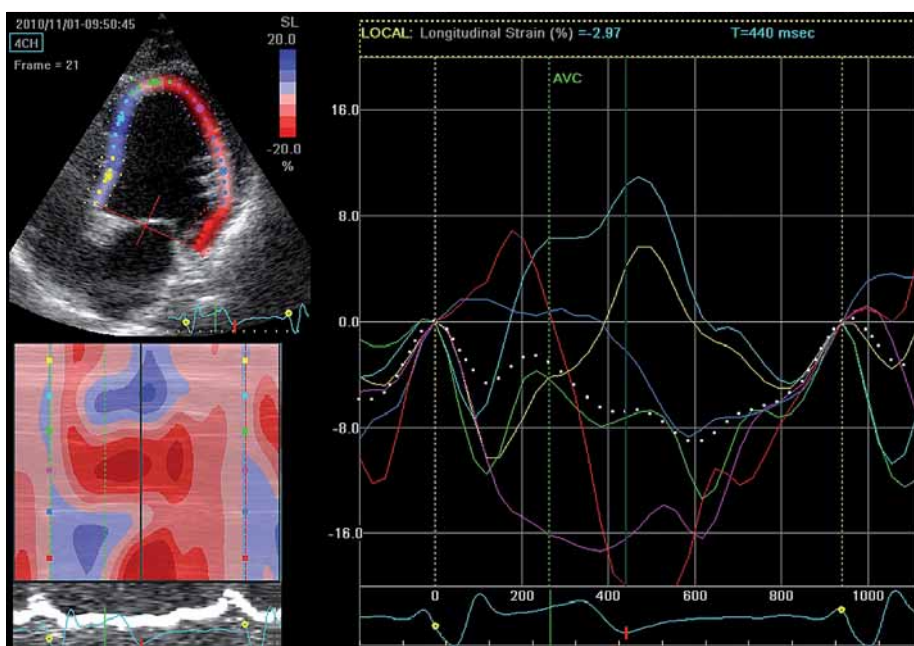 2010/11/01-09:50:45
4CH
Frame = 21
SL
20.0
-20.0
%
LOCAL: Longitudinal Strain (%) =-2.97 T=440 msec
AVC
16.0
8.0
0.0
-8.0
-16.0
0 200 400 600 800 1000